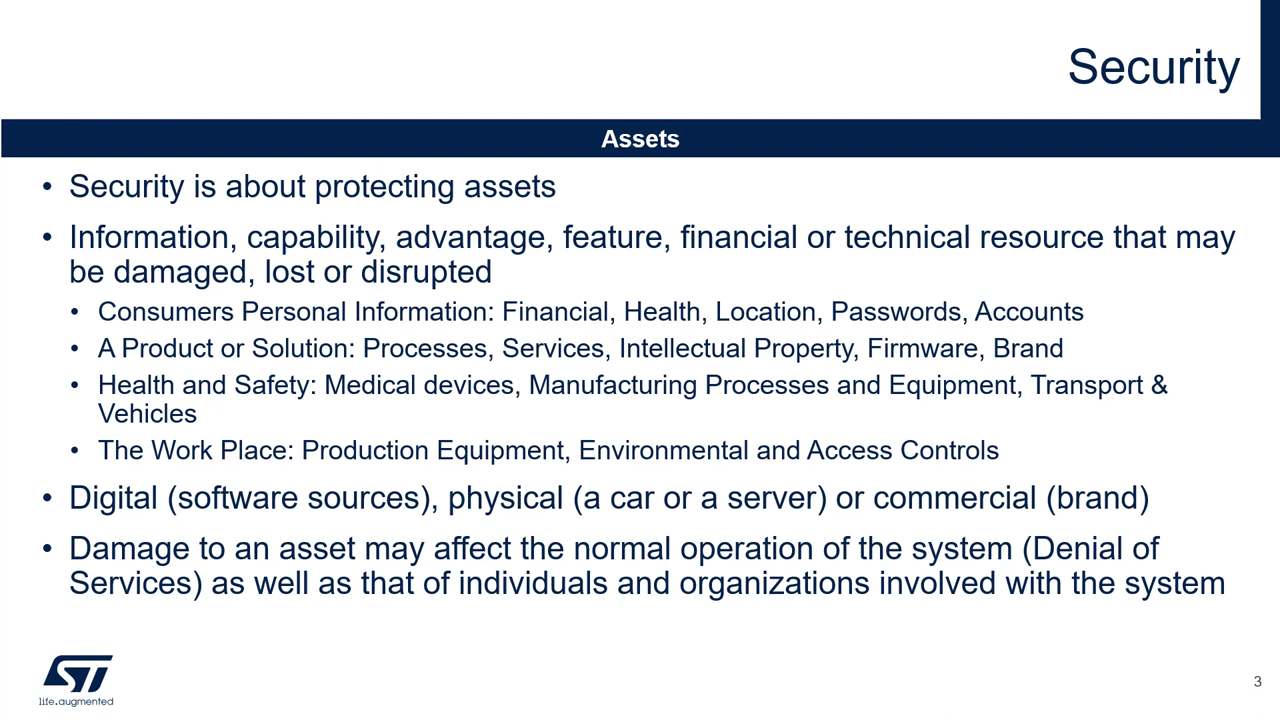 Security
Assets
• Security is about protecting assets
• Information, capability, advantage, feature, financial or technical resource that may
be damaged, lost or disrupted
• Consumers Personal Information: Financial, Health, Location, Passwords, Accounts
• A Product or Solution: Processes, Services, Intellectual Property, Firmware, Brand
• Health and Safety: Medical devices, Manufacturing Processes and Equipment, Transport &
Vehicles
• The Work Place: Production Equipment, Environmental and Access Controls
• Digital (software sources), physical (a car or a server) or commercial (brand)
• Damage to an asset may affect the normal operation of the system (Denial of
Services) as well as that of individuals and organizations involved with the system
ST
life.augmented
3